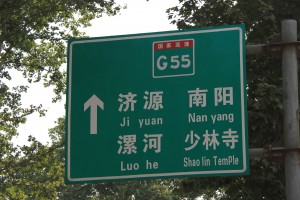 国家高速
G55
济源 南阳
Ji yuan Nan yang
漯河 少林寺
Luo he Shao lin TemPle